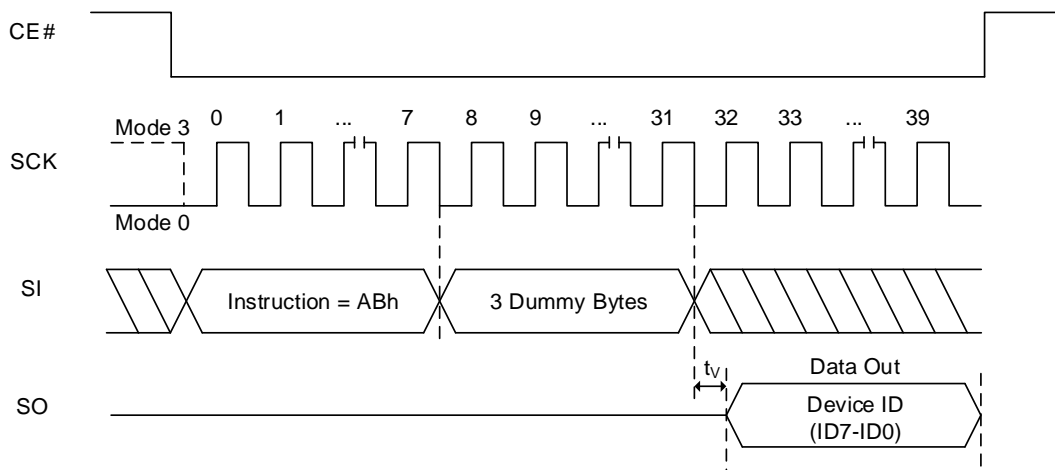 CE#
0 1 ... 7 8 9 ... 31 32 33 ... 39
Mode 3
SCK
Mode 0
SI
Instruction = ABh
3 Dummy Bytes
tV
Data Out
SO
Device ID
(ID7-ID0)